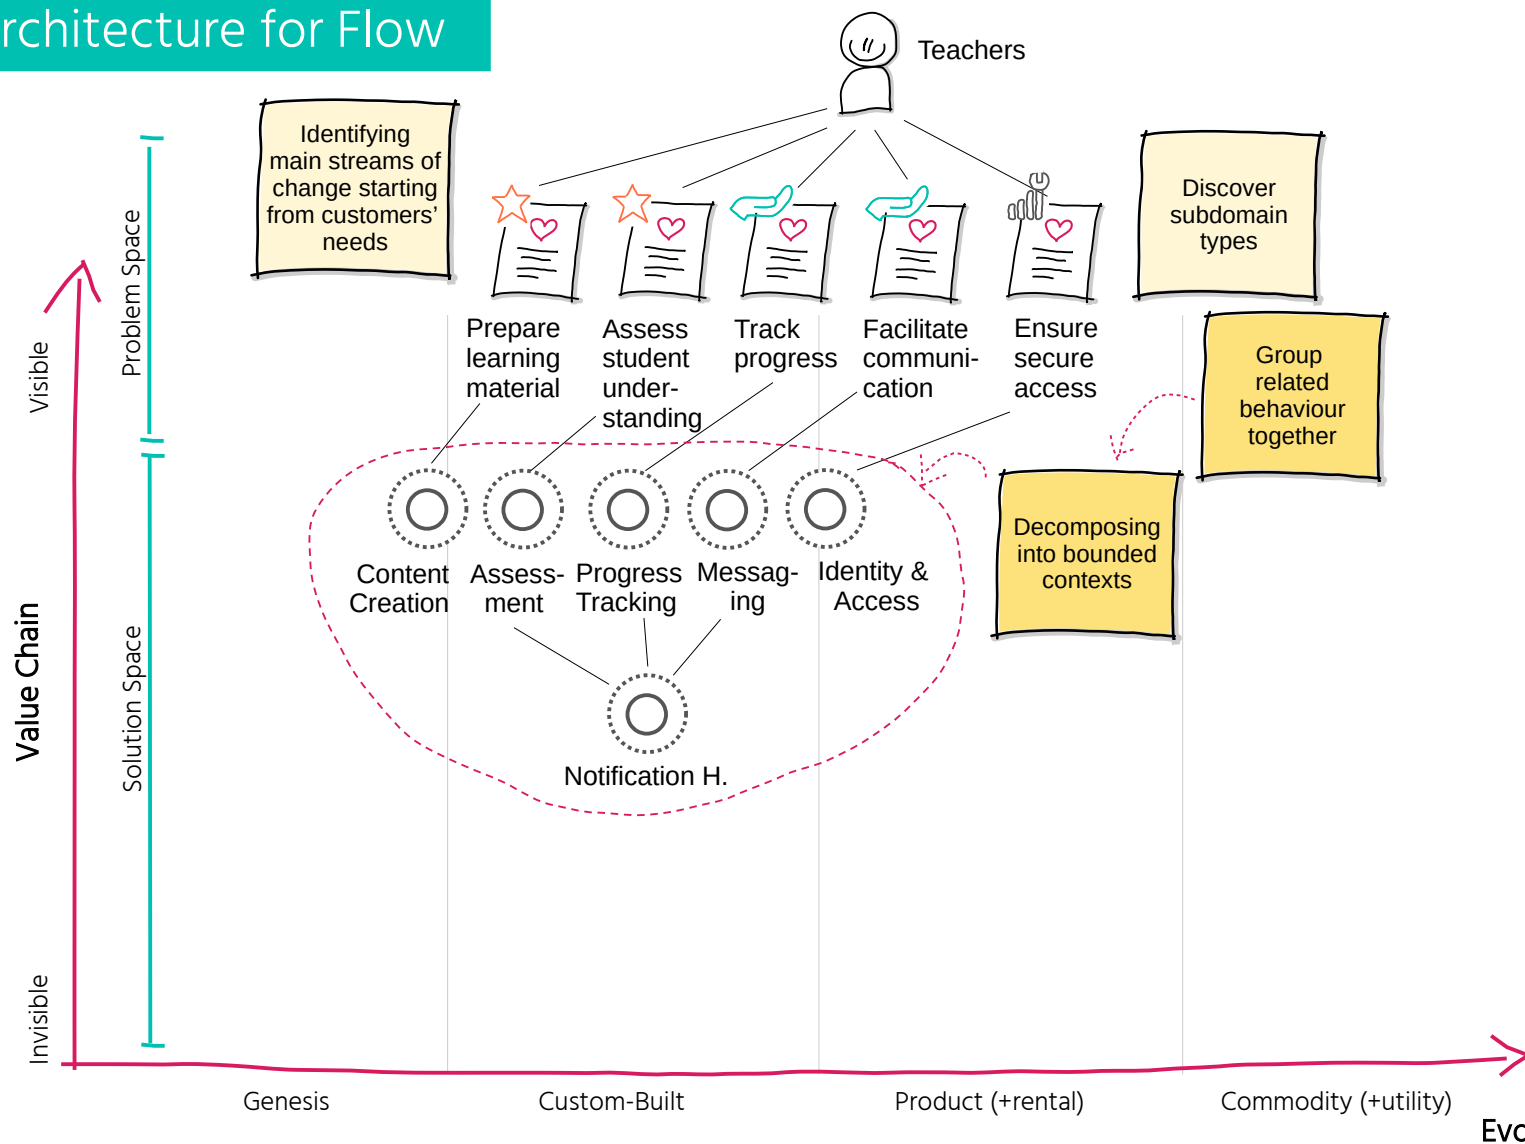 rchitecture for Flow
Teachers
Identifying
main streams of
change starting
from customers’
needs
Discover
subdomain
types
Problem Space
Visible
Prepare
learning
material
Assess
student
under-
standing
Track
progress
Facilitate
communi-
cation
Ensure
secure
access
Group
related
behaviour
together
Decomposing
into bounded
contexts
Content
Creation
Assess-
ment
Progress
Tracking
Messag-
ing
Identity &
Access
Value Chain
Solution Space
Notification H.
Invisible
Genesis
Custom-Built
Product (+rental)
Commodity (+utility)
Evo